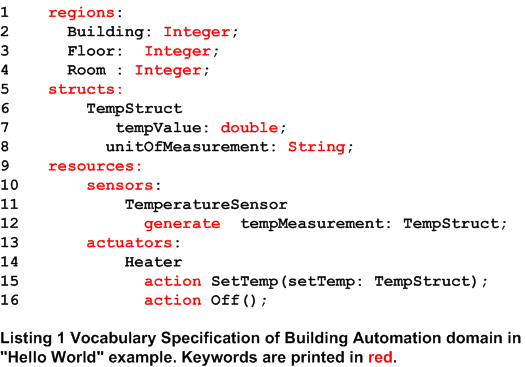 1 regions:
2 Building: Integer;
3 Floor: Integer;
4 Room : Integer;
5 structs:
6 TempStruct
7 tempValue: double;
8 unitOfMeasurement: String;
9 resources:
10 sensors:
11 TemperatureSensor
12 generate tempMeasurement: TempStruct;
13 actuators:
14 Heater
15 action SetTemp(setTemp: TempStruct);
16 action Off();
Listing 1 Vocabulary Specification of Building Automation domain in
"Hello World" example. Keywords are printed in red.